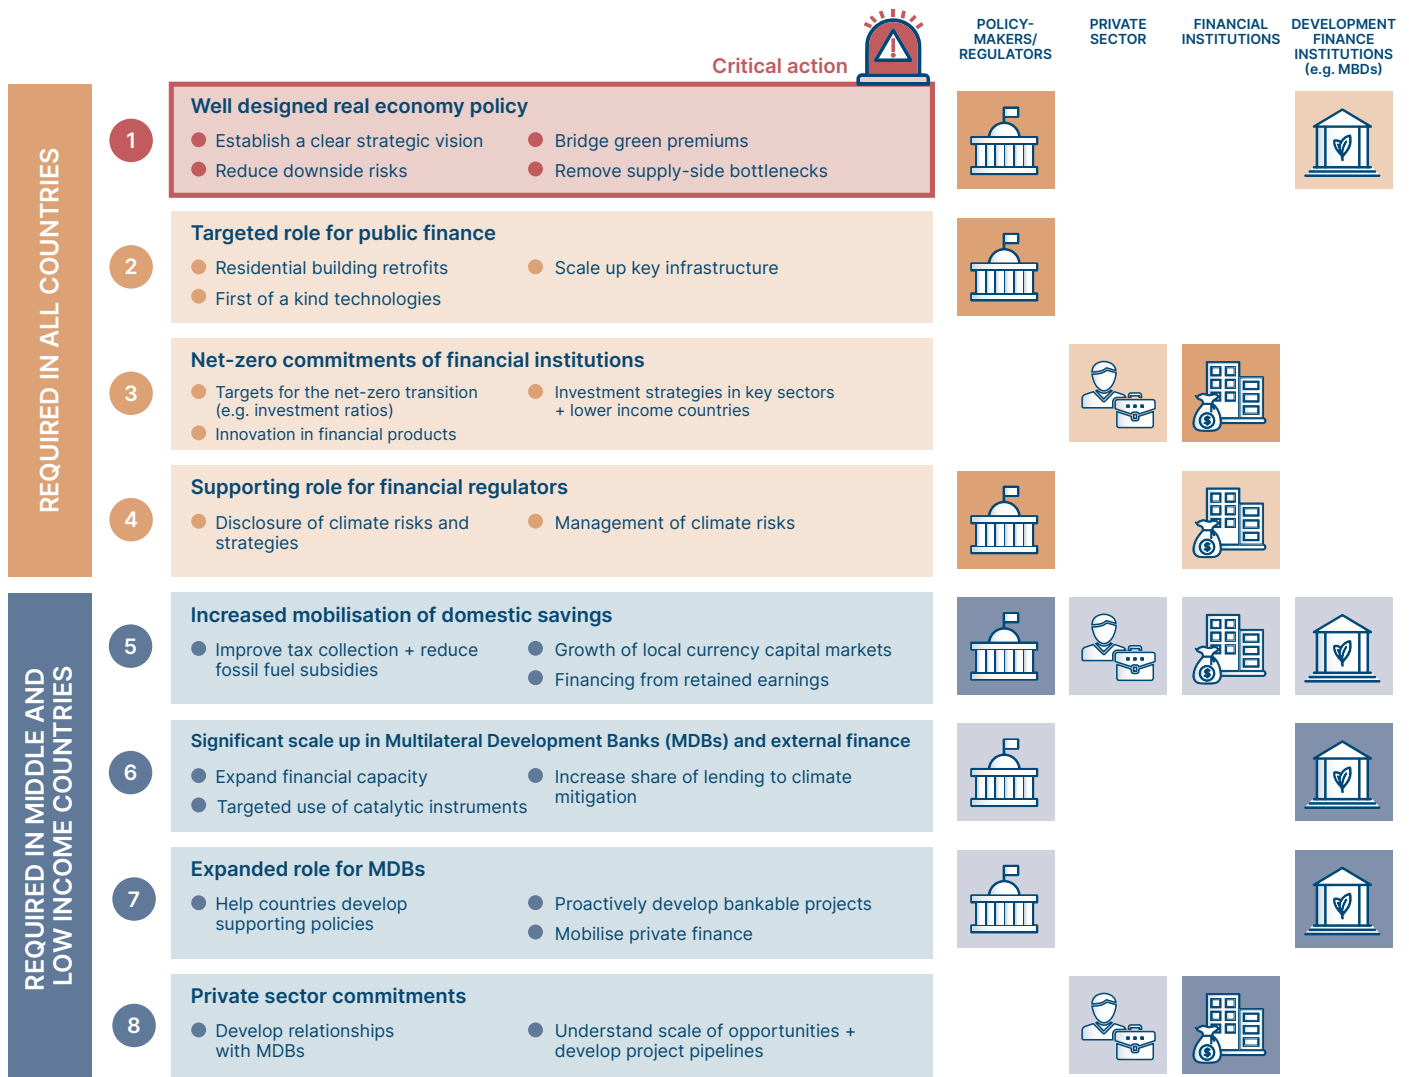 POLICY-
MAKERS/
REGULATORS
PRIVATE
SECTOR
FINANCIAL
INSTITUTIONS
DEVELOPMENT
FINANCE
INSTITUTIONS
(e.g. MBDs)
Critical action
REQUIRED IN ALL COUNTRIES
1
Well designed real economy policy
Establish a clear strategic vision
Reduce downside risks
Bridge green premiums
Remove supply-side bottlenecks
2
Targeted role for public finance
Residential building retrofits
First of a kind technologies
Scale up key infrastructure
3
Net-zero commitments of financial institutions
Targets for the net-zero transition
(e.g. investment ratios)
Innovation in financial products
Investment strategies in key sectors
+ lower income countries
4
Supporting role for financial regulators
Disclosure of climate risks and
strategies
Management of climate risks
REQUIRED IN MIDDLE AND
LOW INCOME COUNTRIES
5
Increased mobilisation of domestic savings
Improve tax collection + reduce
fossil fuel subsidies
Growth of local currency capital markets
Financing from retained earnings
6
Significant scale up in Multilateral Development Banks (MDBs) and external finance
Expand financial capacity
Targeted use of catalytic instruments
Increase share of lending to climate
mitigation
7
Expanded role for MDBs
Help countries develop
supporting policies
Proactively develop bankable projects
Mobilise private finance
8
Private sector commitments
Develop relationships
with MDBs
Understand scale of opportunities +
develop project pipelines